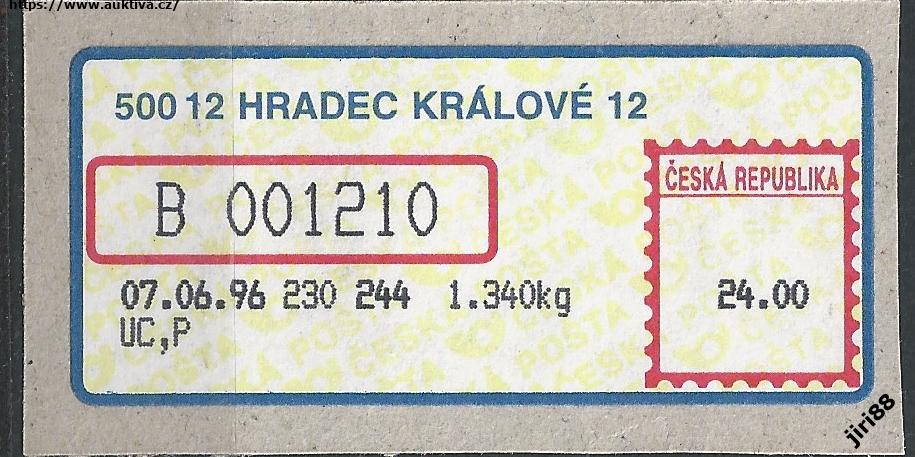 https://www.auktiva.cz/
500 12 HRADEC KRÁLOVÉ 12
ČESKÁ REPUBLIKA
B 001210
07.06.96 230 244 1.340kg
24.00
UC,P
jiri88